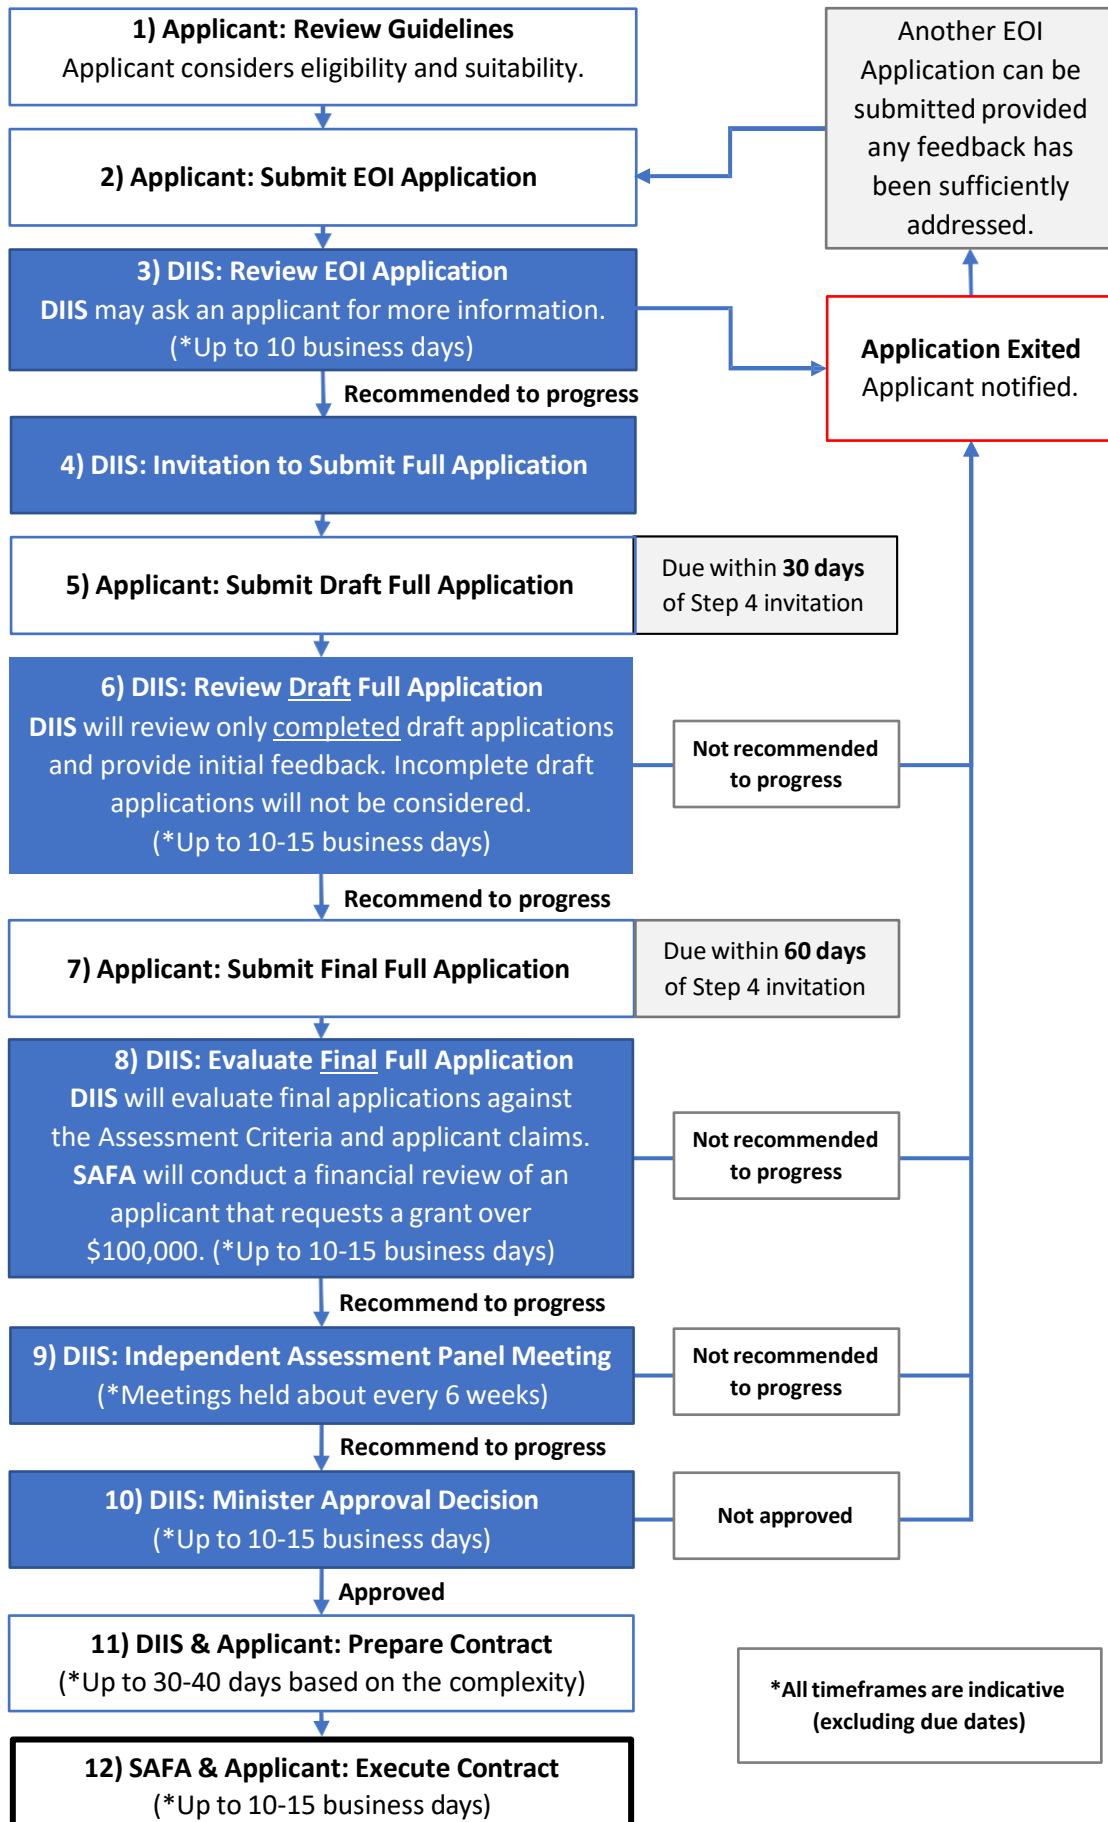 1) Applicant: Review Guidelines
Applicant considers eligibility and suitability.
Another EOI
Application can be
submitted provided
any feedback has
been sufficiently
addressed.
2) Applicant: Submit EOI Application
3) DIIS: Review EOI Application
DIIS may ask an applicant for more information.
(*Up to 10 business days)
Application Exited
Applicant notified.
Recommended to progress
4) DIIS: Invitation to Submit Full Application
5) Applicant: Submit Draft Full Application
Due within 30 days
of Step 4 invitation
6) DIIS: Review Draft Full Application
DIIS will review only completed draft applications
and provide initial feedback. Incomplete draft
applications will not be considered.
(*Up to 10-15 business days)
Not recommended
to progress
Recommend to progress
7) Applicant: Submit Final Full Application
Due within 60 days
of Step 4 invitation
8) DIIS: Evaluate Final Full Application
DIIS will evaluate final applications against
the Assessment Criteria and applicant claims.
SAFA will conduct a financial review of an
applicant that requests a grant over
$100,000. (*Up to 10-15 business days)
Not recommended
to progress
Recommend to progress
9) DIIS: Independent Assessment Panel Meeting
(*Meetings held about every 6 weeks)
Not recommended
to progress
Recommend to progress
10) DIIS: Minister Approval Decision
(*Up to 10-15 business days)
Not approved
Approved
11) DIIS & Applicant: Prepare Contract
(*Up to 30-40 days based on the complexity)
*All timeframes are indicative
(excluding due dates)
12) SAFA & Applicant: Execute Contract
(*Up to 10-15 business days)